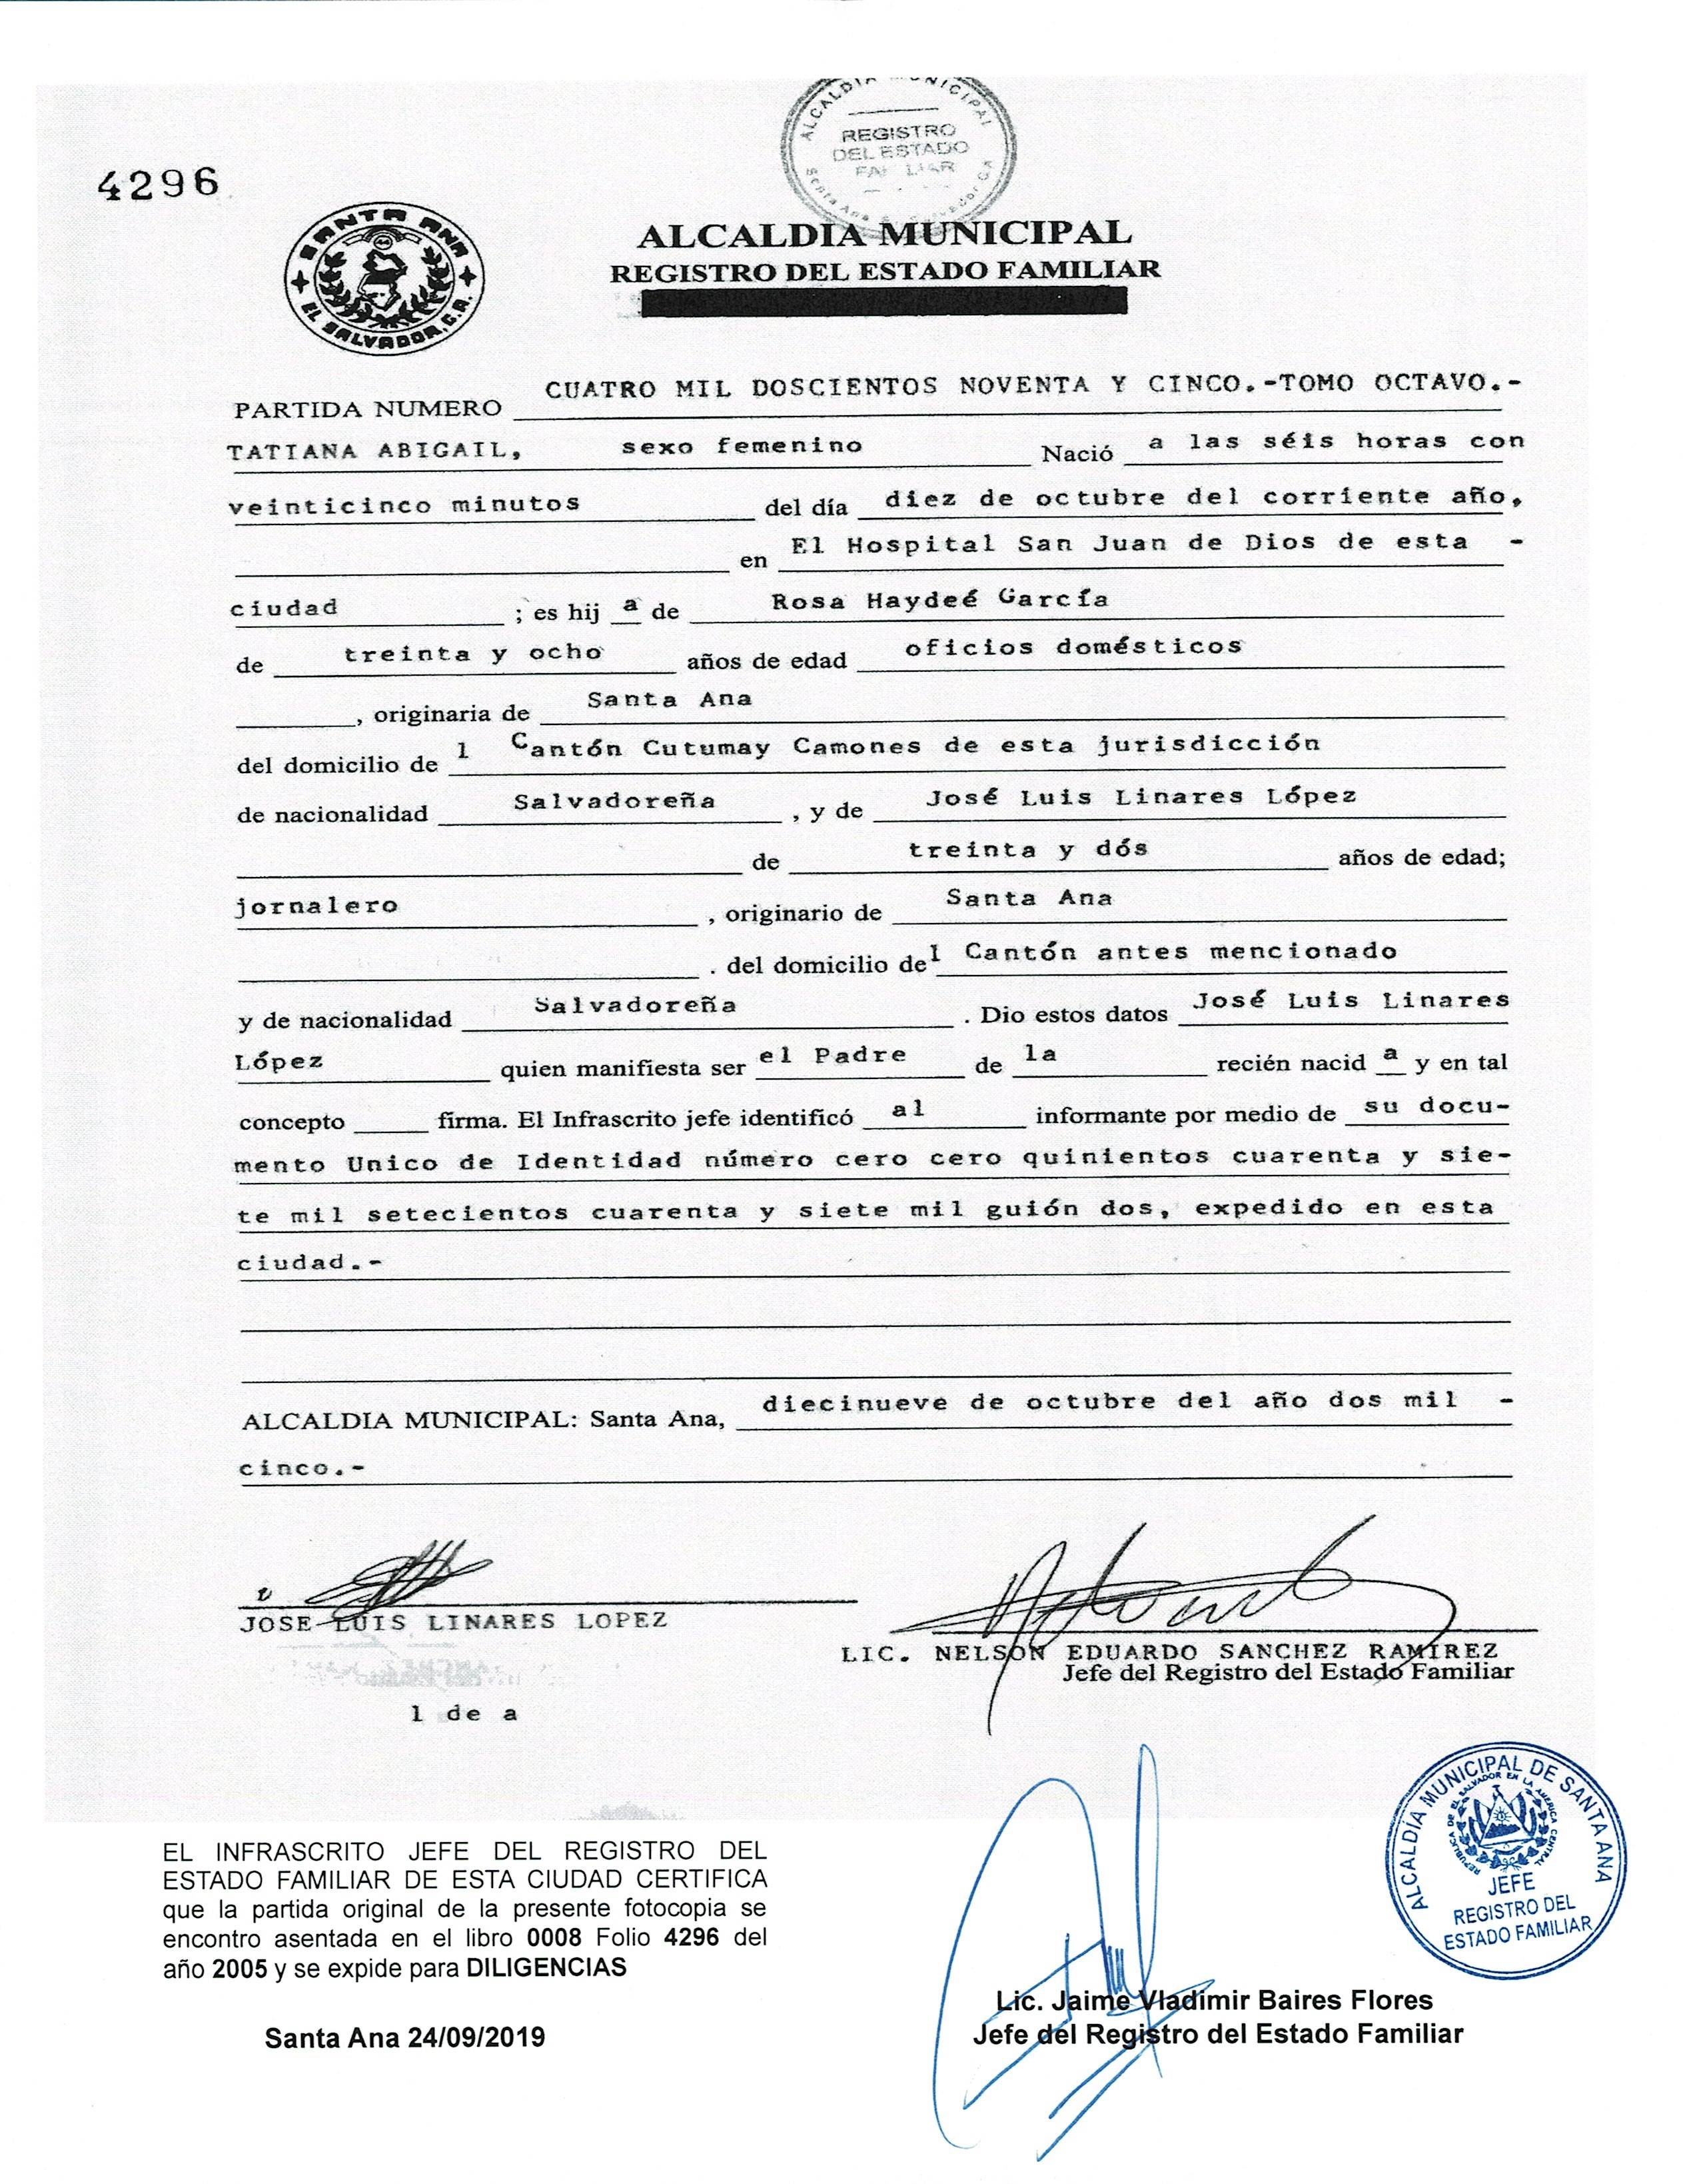 ALCALDIA MUNICIPAL
REGISTRO
DEL ESTADO
Santa Ana
4296
SANTA ANA
EL SALVADOR, C.A.
ALCALDIA MUNICIPAL
REGISTRO DEL ESTADO FAMILIAR
PARTIDA NUMERO CUATRO MIL DOSCIENTOS NOVENTA Y CINCO.-TOMO OCTAVO.-
TATIANA ABIGAIL, sexo femenino Nació a las séis horas con
veinticinco minutos del día diez de octubre del corriente año,
en El Hospital San Juan de Dios de esta -
ciudad ; es hij a de Rosa Haydeé García
de treinta y ocho años de edad oficios domésticos
, originaria de Santa Ana
del domicilio de l Cantón Cutumay Camones de esta jurisdicción
de nacionalidad Salvadoreña , y de José Luis Linares López
de treinta y dós años de edad;
jornalero , originario de Santa Ana
. del domicilio de l Cantón antes mencionado
y de nacionalidad Salvadoreña . Dio estos datos José Luis Linares
López quien manifiesta ser el Padre de la recién nacid a y en tal
concepto firma. El Infrascrito jefe identificó al informante por medio de su docu-
mento Unico de Identidad número cero cero quinientos cuarenta y sie-
te mil setecientos cuarenta y siete mil guión dos, expedido en esta
ciudad.-
ALCALDIA MUNICIPAL: Santa Ana, diecinueve de octubre del año dos mil -
cinco.-
JOSE LUIS LINARES LOPEZ
LIC. NELSON EDUARDO SANCHEZ RAMIREZ
Jefe del Registro del Estado Familiar
l de a
ALCALDÍA MUNICIPAL DE SANTA ANA
REPUBLICA DE EL SALVADOR EN LA AMERICA CENTRAL
JEFE
REGISTRO DEL
ESTADO FAMILIAR
EL INFRASCRITO JEFE DEL REGISTRO DEL
ESTADO FAMILIAR DE ESTA CIUDAD CERTIFICA
que la partida original de la presente fotocopia se
encontro asentada en el libro 0008 Folio 4296 del
año 2005 y se expide para DILIGENCIAS
Santa Ana 24/09/2019
Lic. Jaime Vladimir Baires Flores
Jefe del Registro del Estado Familiar